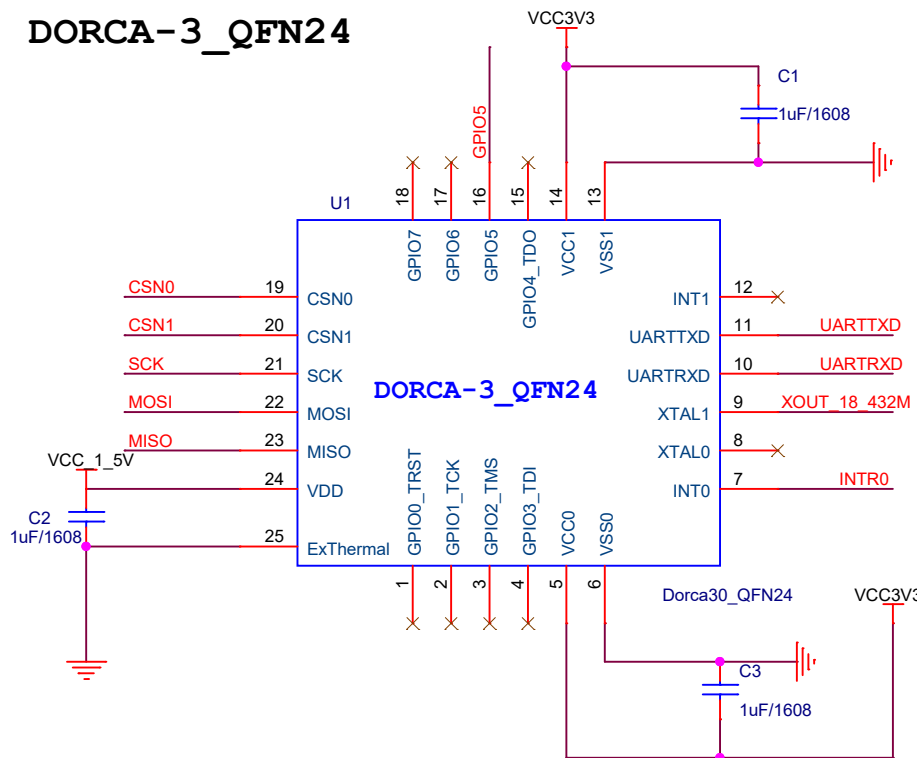 DORCA-3_QFN24
VCC3V3
C1
1uF/1608
GPIO5
18
17
16
15
14
13
U1
GPIO7
GPIO6
GPIO5
GPIO4_TDO
VCC1
VSS1
CSN0 19 CSN0
CSN1 20 CSN1
SCK 21 SCK
MOSI 22 MOSI
MISO 23 MISO
VCC_1_5V
24 VDD
C2
1uF/1608
25 ExThermal
DORCA-3_QFN24
INT1 12
UARTTXD 11 UARTTXD
UARTRXD 10 UARTRXD
XTAL1 9 XOUT_18_432M
XTAL0 8
INT0 7 INTR0
GPIO0_TRST
GPIO1_TCK
GPIO2_TMS
GPIO3_TDI
VCC0
VSS0
1
2
3
4
5
6
Dorca30_QFN24
VCC3V3
C3
1uF/1608